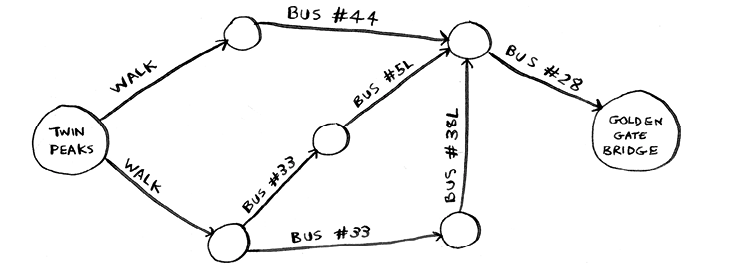 BUS #44
WALK
BUS #5L
BUS #28
TWIN
PEAKS
GOLDEN
GATE
BRIDGE
WALK
BUS #33
BUS #38L
BUS #33